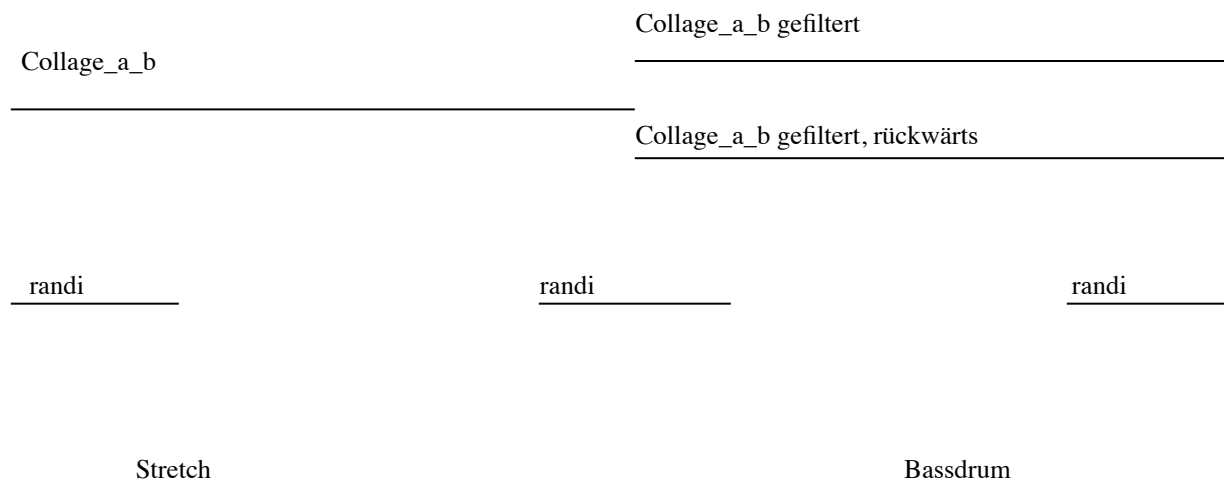 Collage_a_b gefiltert
Collage_a_b
Collage_a_b gefiltert, rückwärts
randi
randi
randi
Stretch
Bassdrum